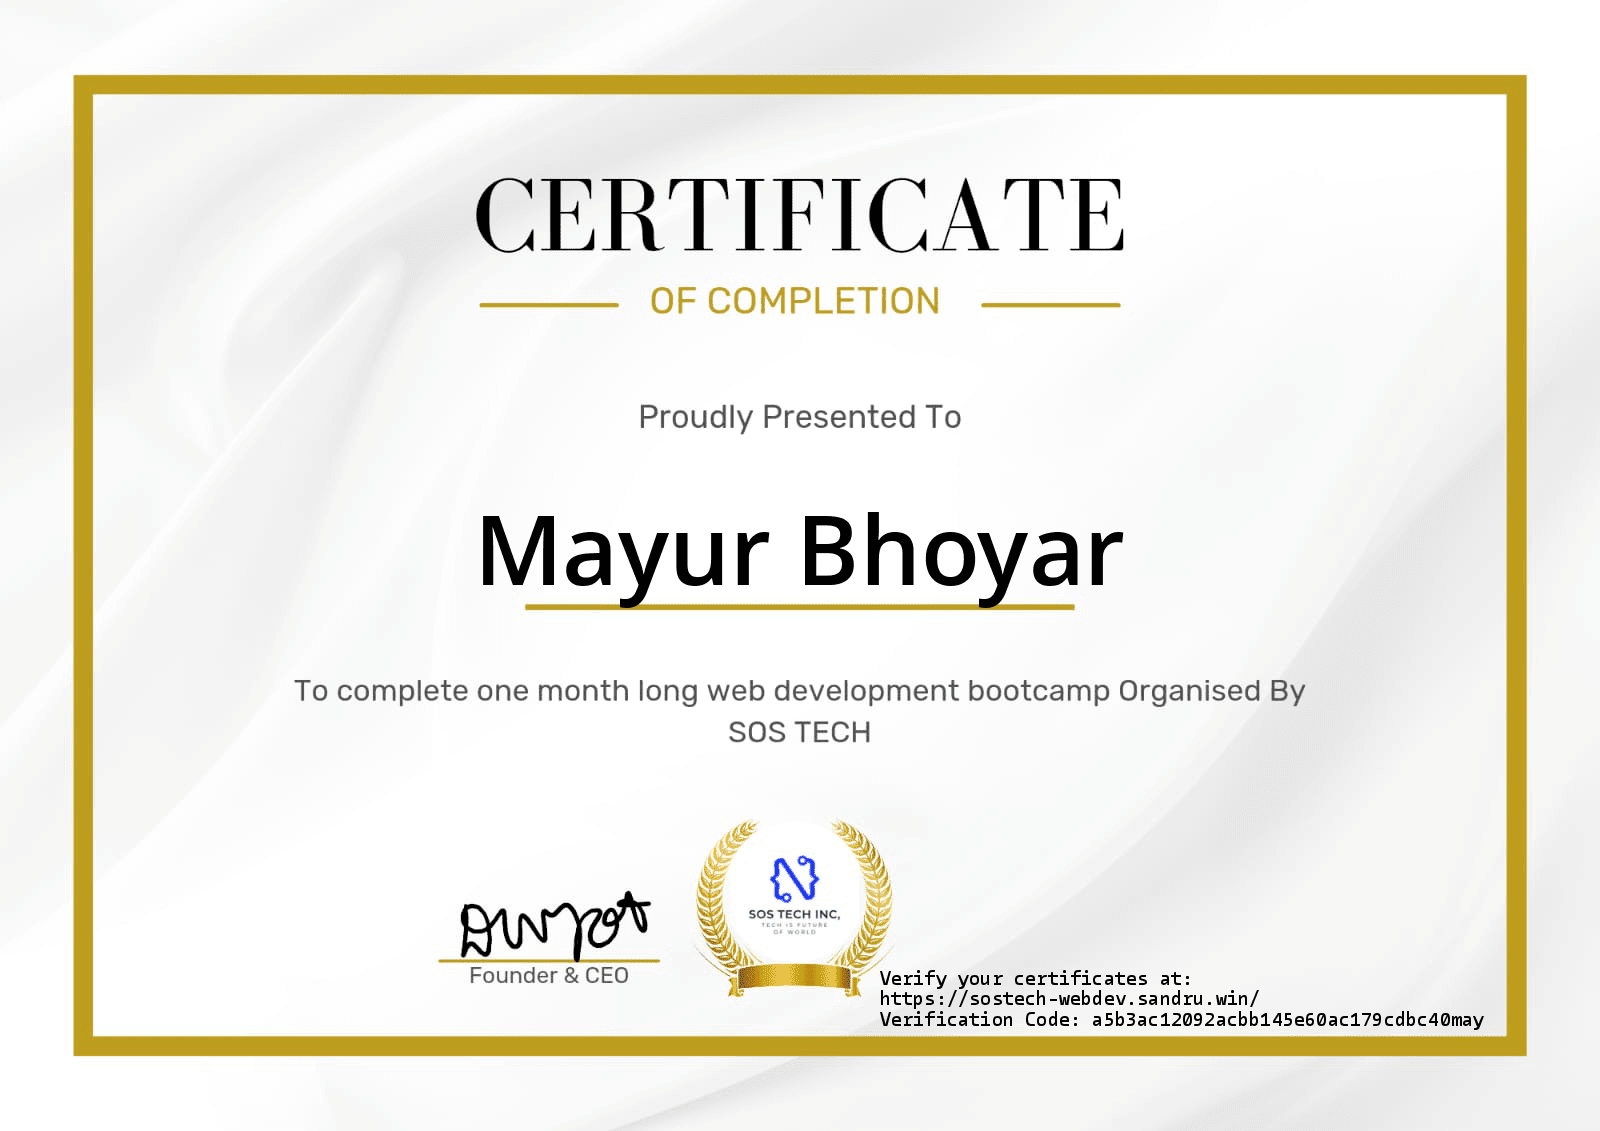 CERTIFICATE
OF COMPLETION
Proudly Presented To
Mayur Bhoyar
To complete one month long web development bootcamp Organised By
SOS TECH
SOS TECH INC,
TECH IS FUTURE
OF WORLD
Founder & CEO
Verify your certificates at:
https://sostech-webdev.sandru.win/
Verification Code: a5b3ac12092acbb145e60ac179cdbc40may